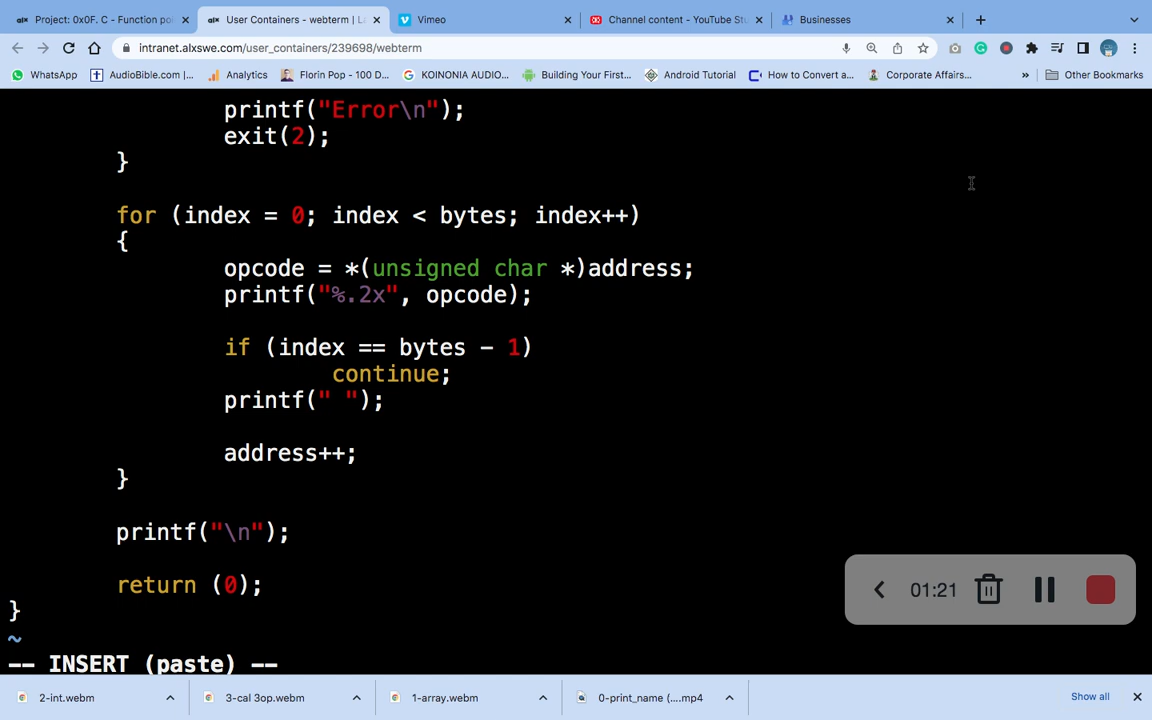 Project: 0x0F. C - Function poi
User Containers - webterm | La
Vimeo
Channel content - YouTube Stu
Businesses
intranet.alxswe.com/user_containers/239698/webterm
WhatsApp
AudioBible.com |...
Analytics
Florin Pop - 100 D...
KOINONIA AUDIO...
Building Your First...
Android Tutorial
How to Convert a...
Corporate Affairs...
»
Other Bookmarks
printf("Error\n");
exit(2);
}
for (index = 0; index < bytes; index++)
{
opcode = *(unsigned char *)address;
printf("%.2x", opcode);
if (index == bytes - 1)
continue;
printf(" ");
address++;
}
printf("\n");
return (0);
}
~
-- INSERT (paste) --
01:21
2-int.webm
3-cal 3op.webm
1-array.webm
0-print_name (....mp4
Show all